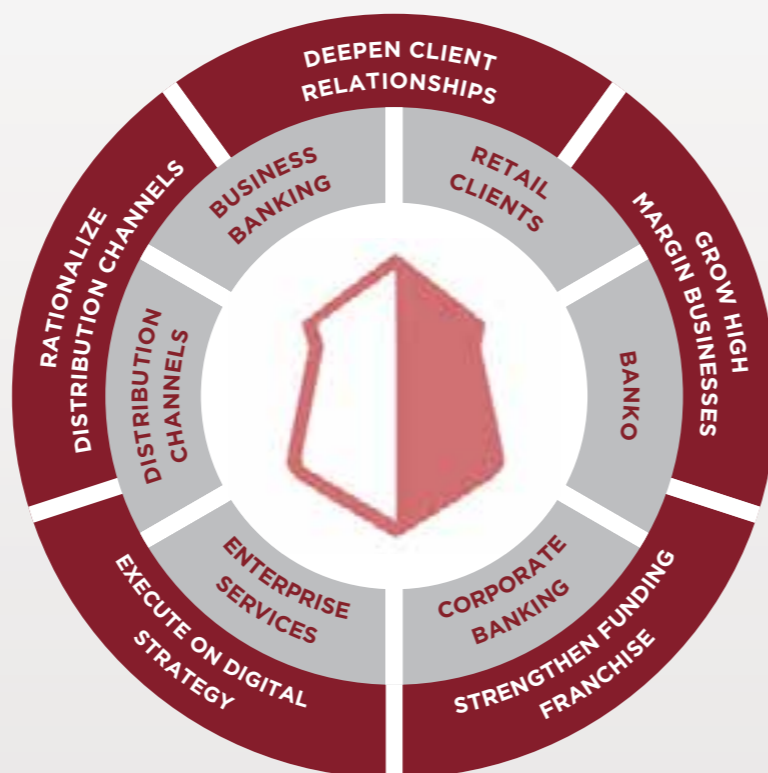 DEEPEN CLIENT
RELATIONSHIPS
GROW HIGH
MARGIN BUSINESSES
STRENGTHEN FUNDING
FRANCHISE
EXECUTE ON DIGITAL
STRATEGY
RATIONALIZE
DISTRIBUTION CHANNELS
BUSINESS
BANKING
RETAIL
CLIENTS
BANKO
CORPORATE
BANKING
ENTERPRISE
SERVICES
DISTRIBUTION
CHANNELS